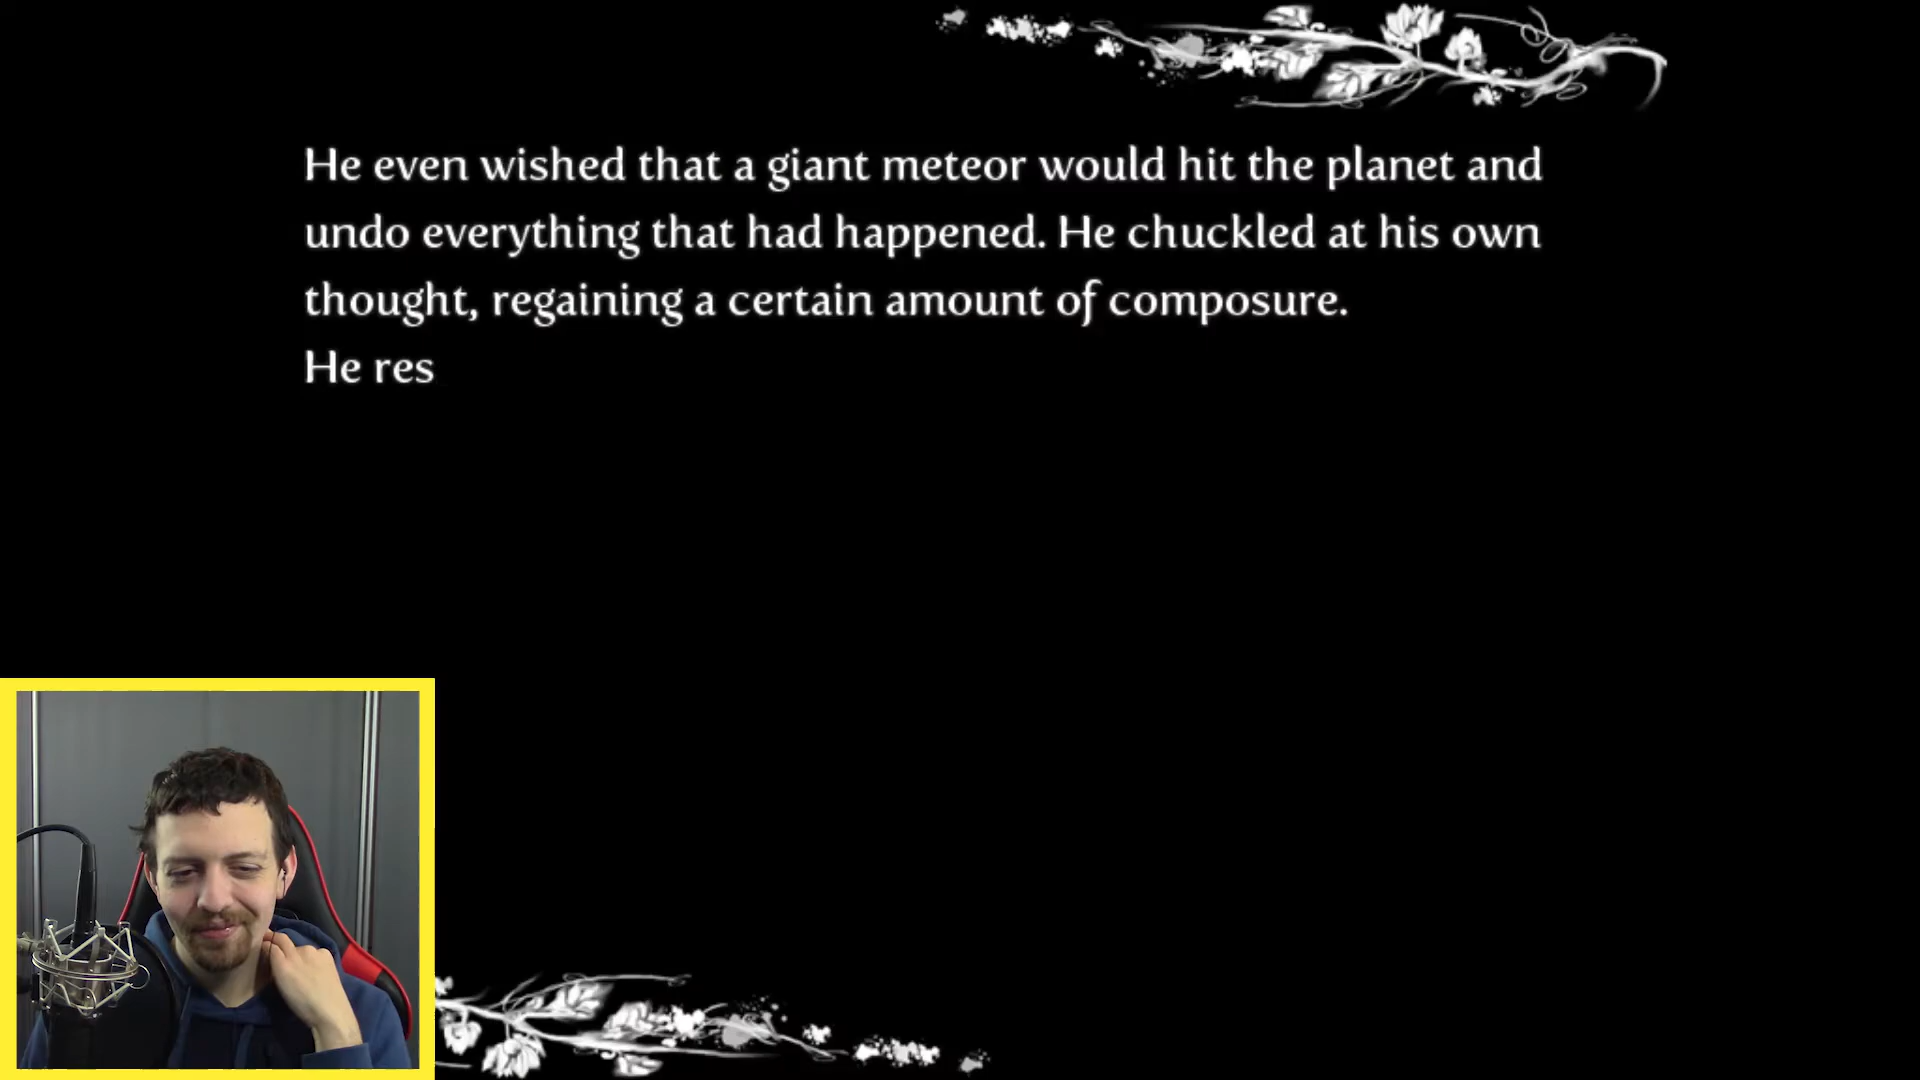 He even wished that a giant meteor would hit the planet and
undo everything that had happened. He chuckled at his own
thought, regaining a certain amount of composure.
He res